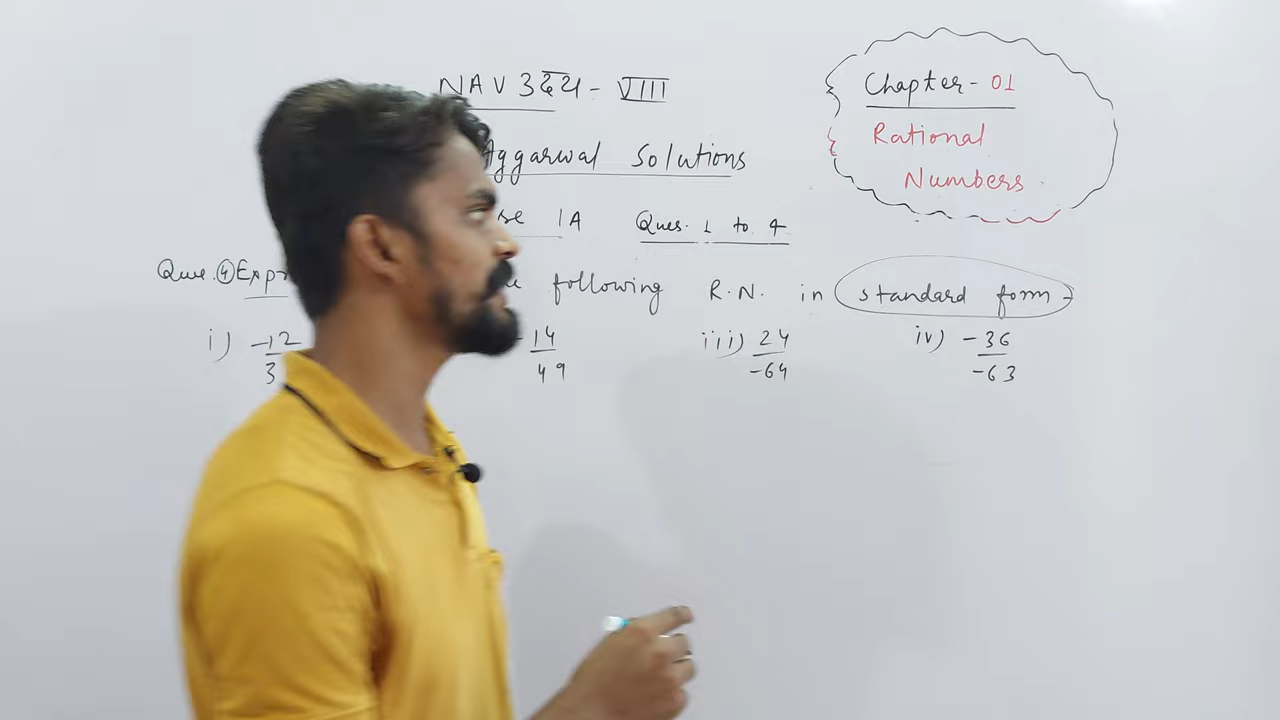 NAV उदय - VIII
Aggarwal Solutions
1A Ques. 1 to 4
Que. ④ following R.N. in standard form -
i) -12/3 14/49 iii) 24/-64 iv) -36/-63
Chapter - 01
Rational
Numbers